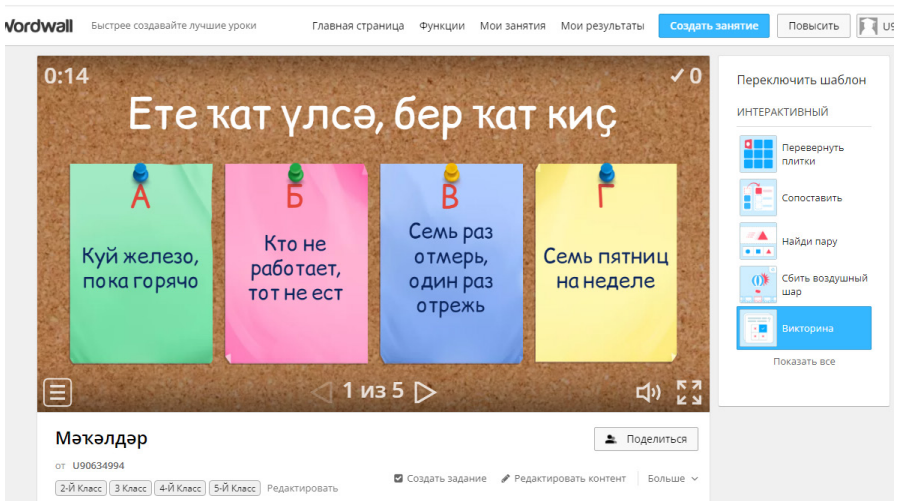 Wordwall Быстрее создавайте лучшие уроки Главная страница Функции Мои занятия Мои результаты Создать занятие Повысить U9
0:14 ✓ 0
Ете ҡат үлсә, бер ҡат киҫ
А
Куй железо,
пока горячо
Б
Кто не
работает,
тот не ест
В
Семь раз
отмерь,
один раз
отрежь
Г
Семь пятниц
на неделе
1 из 5
Мәҡәлдәр
Поделиться
от U90634994
2-Й Класс 3 Класс 4-Й Класс 5-Й Класс Редактировать
Создать задание Редактировать контент Больше
Переключить шаблон
ИНТЕРАКТИВНЫЙ
Перевернуть
плитки
Сопоставить
Найди пару
Сбить воздушный
шар
Викторина
Показать все